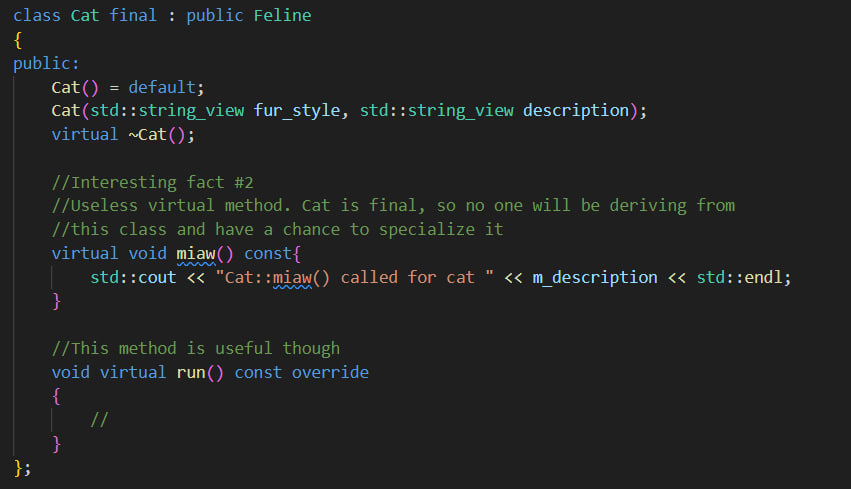 class Cat final : public Feline
{
public:
    Cat() = default;
    Cat(std::string_view fur_style, std::string_view description);
    virtual ~Cat();

    //Interesting fact #2
    //Useless virtual method. Cat is final, so no one will be deriving from
    //this class and have a chance to specialize it
    virtual void miaw() const{
        std::cout << "Cat::miaw() called for cat " << m_description << std::endl;
    }

    //This method is useful though
    void virtual run() const override
    {
        //
    }
};